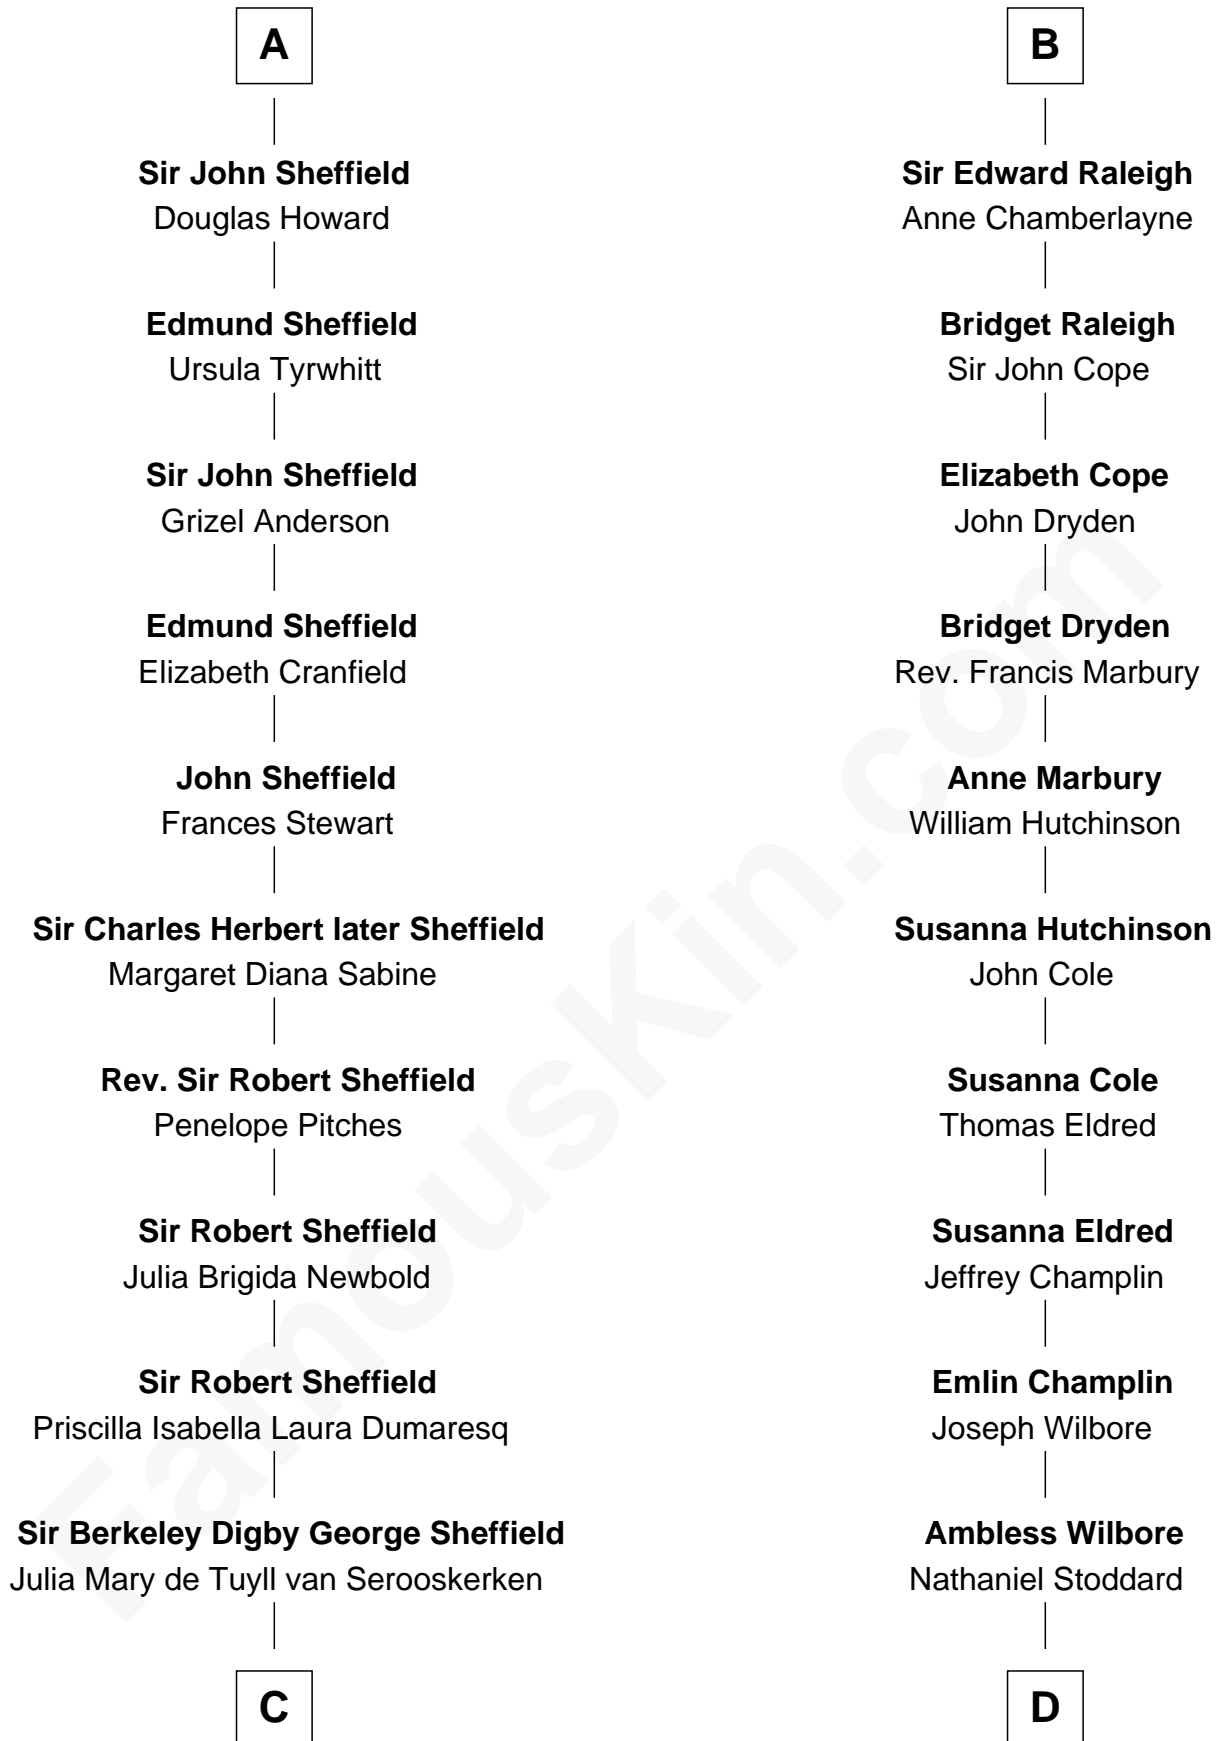 A
Sir John Sheffield
Douglas Howard
Edmund Sheffield
Ursula Tyrwhitt
Sir John Sheffield
Grizel Anderson
Edmund Sheffield
Elizabeth Cranfield
John Sheffield
Frances Stewart
Sir Charles Herbert later Sheffield
Margaret Diana Sabine
Rev. Sir Robert Sheffield
Penelope Pitches
Sir Robert Sheffield
Julia Brigida Newbold
Sir Robert Sheffield
Priscilla Isabella Laura Dumaresq
Sir Berkeley Digby George Sheffield
Julia Mary de Tuyll van Serooskerken
C
B
Sir Edward Raleigh
Anne Chamberlayne
Bridget Raleigh
Sir John Cope
Elizabeth Cope
John Dryden
Bridget Dryden
Rev. Francis Marbury
Anne Marbury
William Hutchinson
Susanna Hutchinson
John Cole
Susanna Cole
Thomas Eldred
Susanna Eldred
Jeffrey Champlin
Emlin Champlin
Joseph Wilbore
Ambless Wilbore
Nathaniel Stoddard
D
FamousKin.com